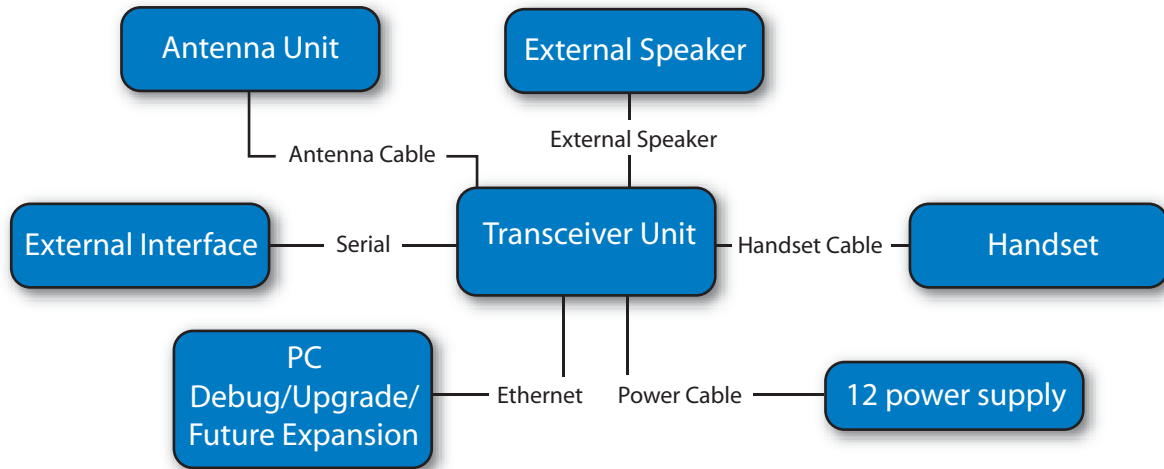 Antenna Unit
External Speaker
External Speaker
Antenna Cable
External Interface
Serial
Transceiver Unit
Handset Cable
Handset
PC
Debug/Upgrade/
Future Expansion
Ethernet
Power Cable
12 power supply